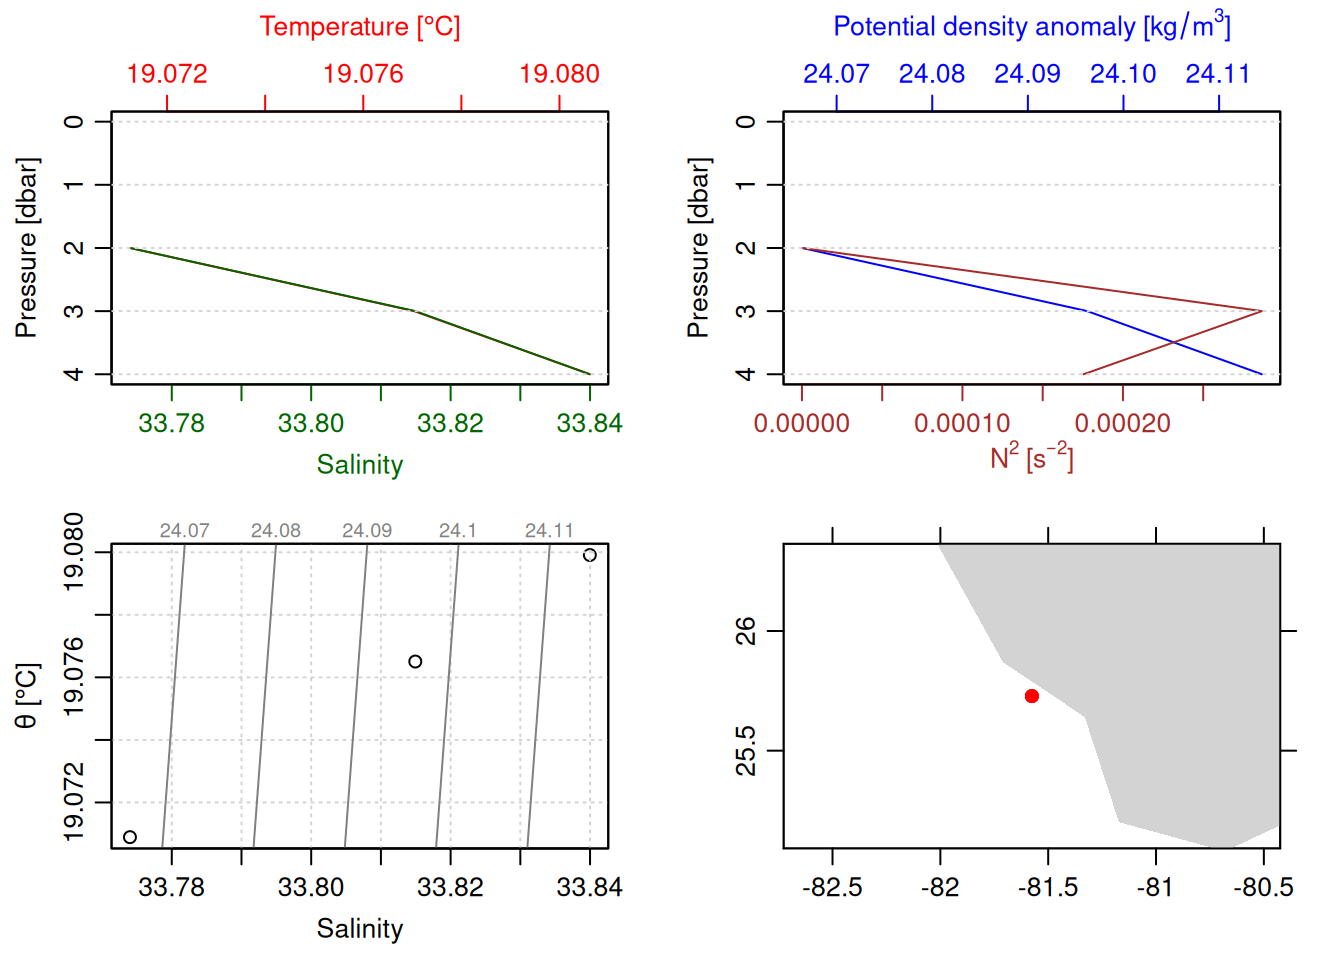 Temperature [°C]
19.072 19.076 19.080
Pressure [dbar]
0
1
2
3
4
33.78 33.80 33.82 33.84
Salinity
Potential density anomaly [kg/m³]
24.07 24.08 24.09 24.10 24.11
Pressure [dbar]
0
1
2
3
4
0.00000 0.00010 0.00020
N² [s⁻²]
24.07 24.08 24.09 24.1 24.11
θ [°C]
19.080
19.076
19.072
33.78 33.80 33.82 33.84
Salinity
26
25.5
-82.5 -82 -81.5 -81 -80.5